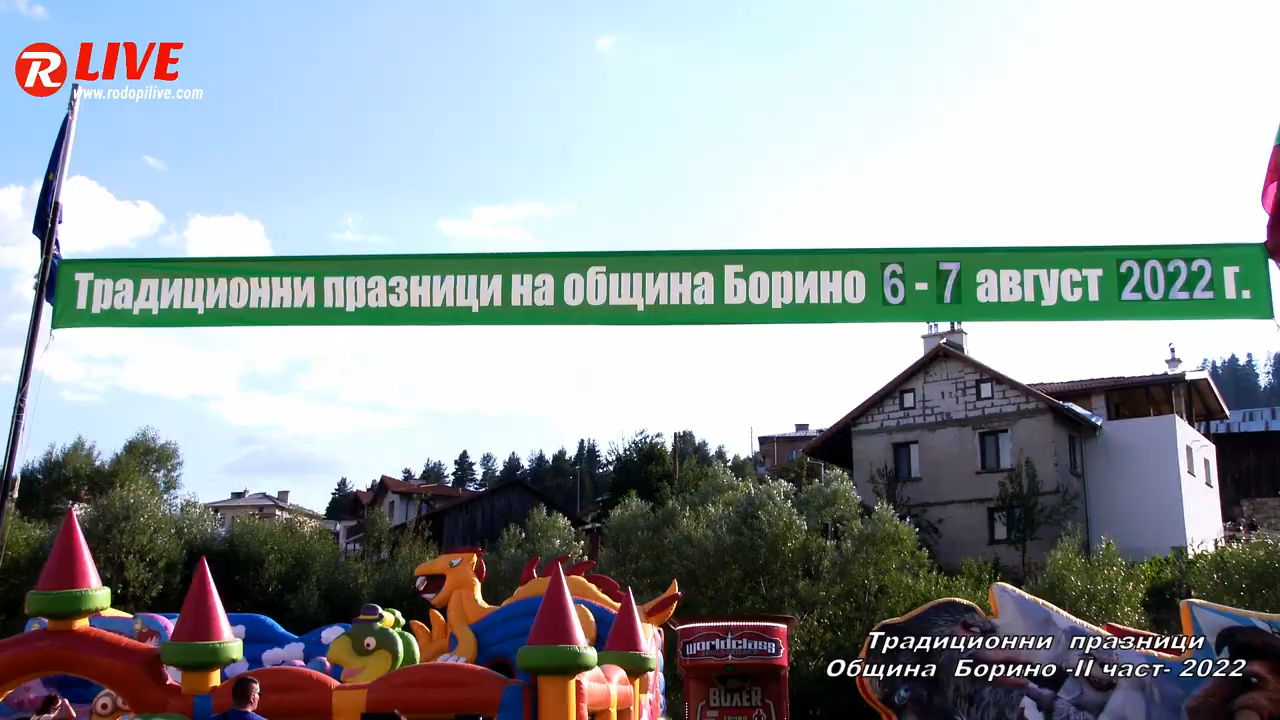 R LIVE
www.rodopilive.com
Традиционни празници на община Борино 6 - 7 август 2022 г.
worldclass
BOXER
Традиционни празници
Община Борино -II част- 2022